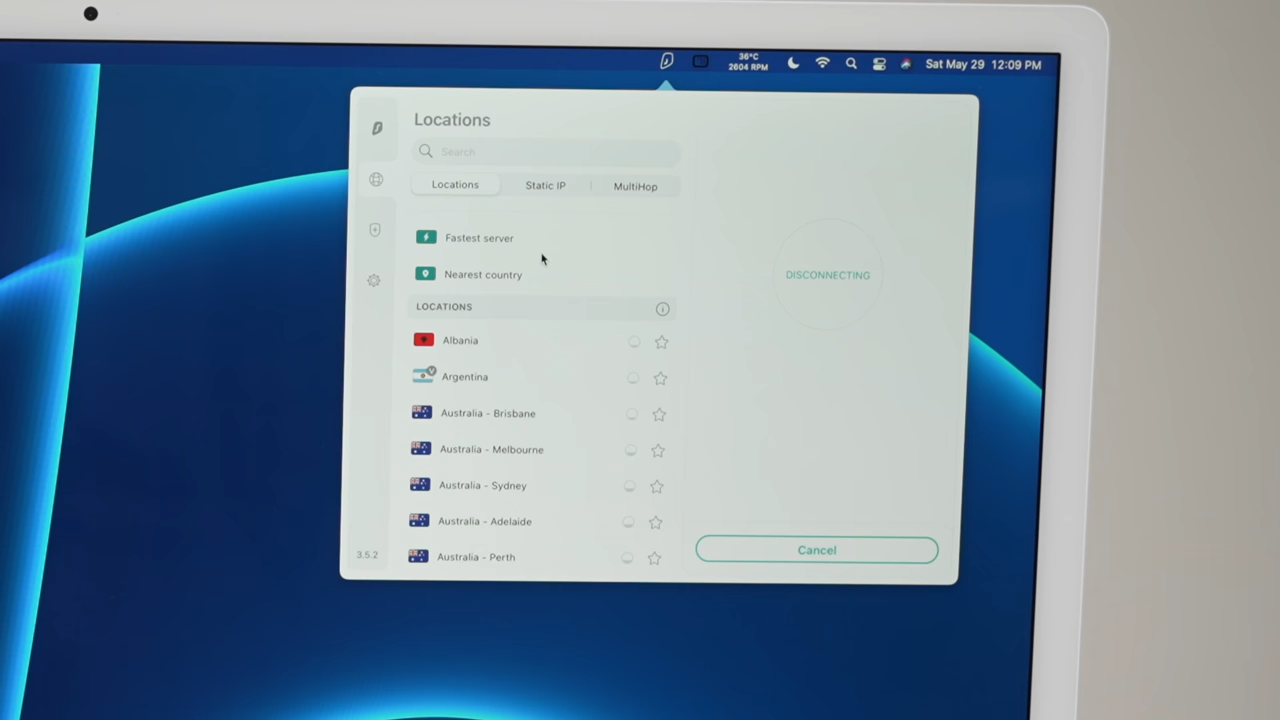 36°C
2604 RPM
Sat May 29 12:09 PM
Locations
Search
Locations
Static IP
MultiHop
Fastest server
Nearest country
LOCATIONS
Albania
Argentina
Australia - Brisbane
Australia - Melbourne
Australia - Sydney
Australia - Adelaide
Australia - Perth
3.5.2
DISCONNECTING
Cancel